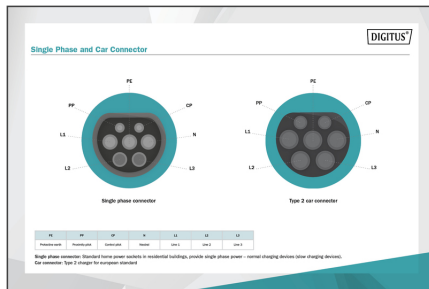 DIGITUS®
Single Phase and Car Connector
PE
PP
CP
L1
N
L2
L3
Single phase connector
PE
PP
CP
L1
N
L2
L3
Type 2 car connector
PE PP CP N L1 L2 L3
Protective earth Proximity pilot Control pilot Neutral Line 1 Line 2 Line 3
Single phase connector: Standard home power sockets in residential buildings, provide single phase power – normal charging devices (slow charging devices).
Car connector: Type 2 charger for european standard